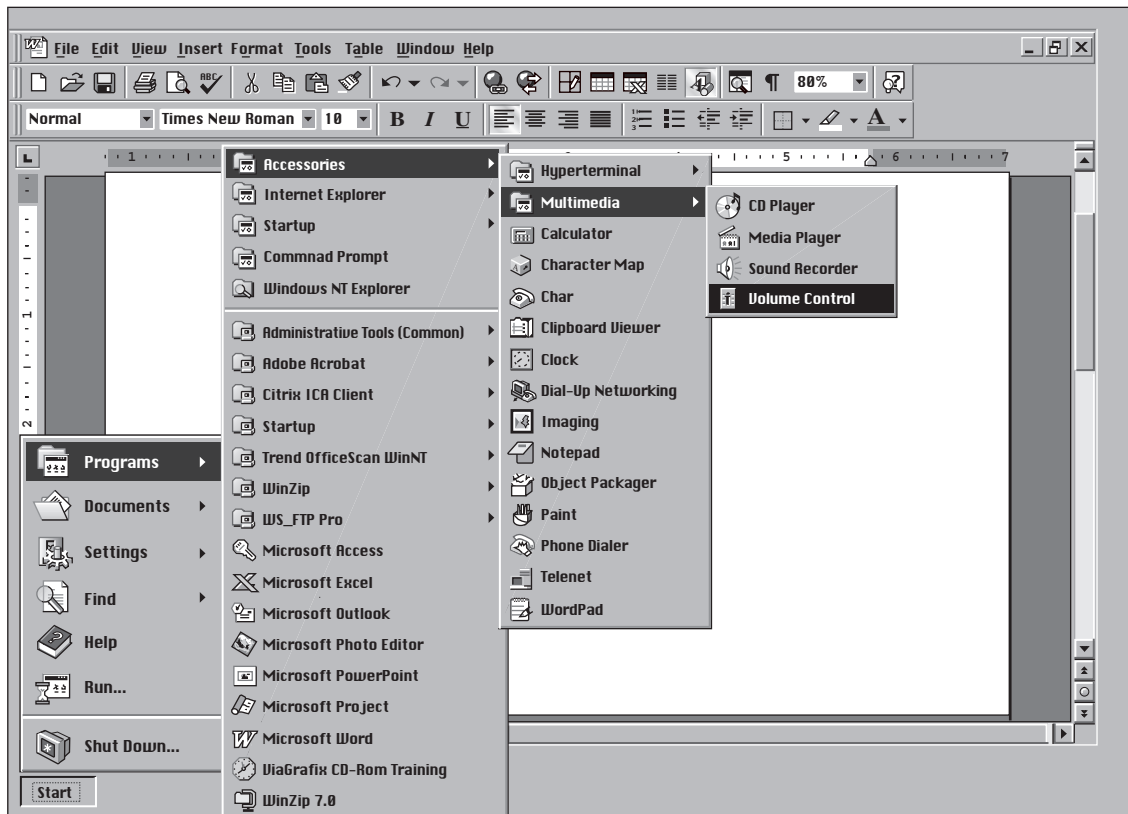 File Edit View Insert Format Tools Table Window Help
ABC
80%
Normal Times New Roman 10 B I U A
1 5 6 7
1
2
Accessories
Internet Explorer
Startup
Commnad Prompt
Windows NT Explorer
Administrative Tools (Common)
Adobe Acrobat
Citrix ICA Client
Startup
Trend OfficeScan WinNT
WinZip
WS_FTP Pro
Microsoft Access
Microsoft Excel
Microsoft Outlook
Microsoft Photo Editor
Microsoft PowerPoint
Microsoft Project
Microsoft Word
ViaGrafix CD-Rom Training
WinZip 7.0
Hyperterminal
Multimedia
Calculator
Character Map
Char
Clipboard Viewer
Clock
Dial-Up Networking
Imaging
Notepad
Object Packager
Paint
Phone Dialer
Telenet
WordPad
CD Player
Media Player
Sound Recorder
Volume Control
Programs
Documents
Settings
Find
Help
Run...
Shut Down...
Start